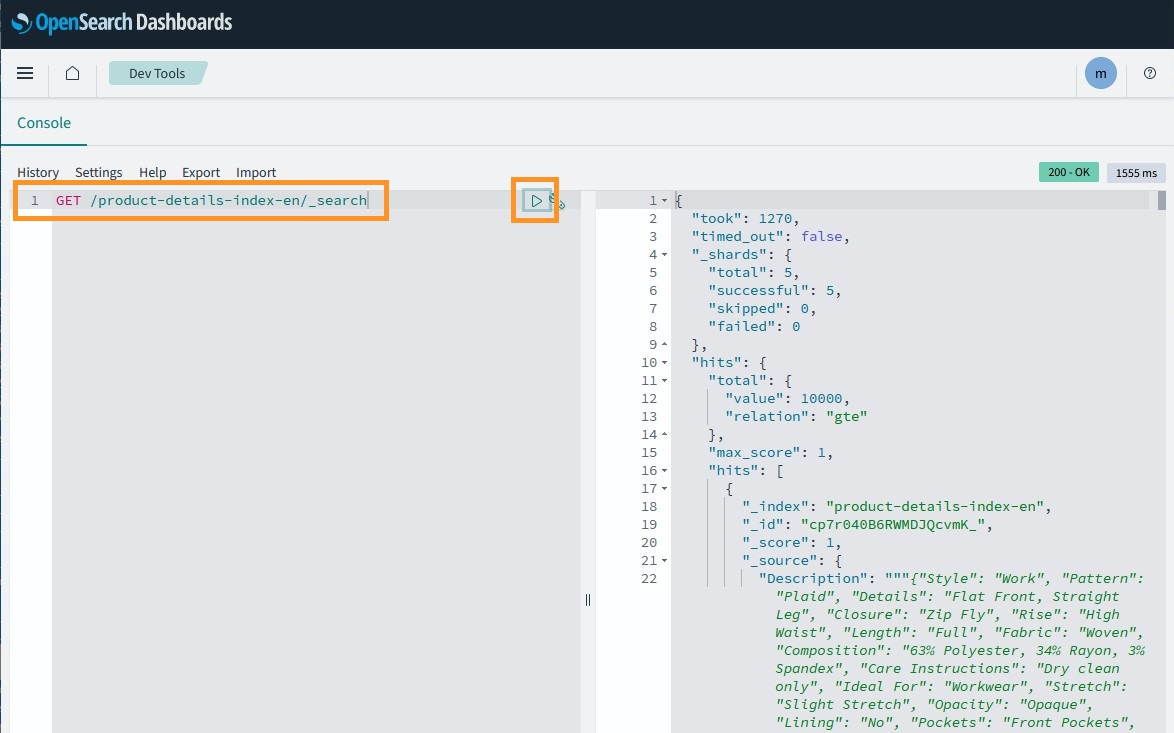 OpenSearch Dashboards
Dev Tools
m
Console
History Settings Help Export Import
200 - OK 1555 ms
1 GET /product-details-index-en/_search
1 {
2 "took": 1270,
3 "timed_out": false,
4 "_shards": {
5 "total": 5,
6 "successful": 5,
7 "skipped": 0,
8 "failed": 0
9 },
10 "hits": {
11 "total": {
12 "value": 10000,
13 "relation": "gte"
14 },
15 "max_score": 1,
16 "hits": [
17 {
18 "_index": "product-details-index-en",
19 "_id": "cp7r040B6RWMDJQcvmK_",
20 "_score": 1,
21 "_source": {
22 "Description": """{"Style": "Work", "Pattern":
"Plaid", "Details": "Flat Front, Straight
Leg", "Closure": "Zip Fly", "Rise": "High
Waist", "Length": "Full", "Fabric": "Woven",
"Composition": "63% Polyester, 34% Rayon, 3%
Spandex", "Care Instructions": "Dry clean
only", "Ideal For": "Workwear", "Stretch":
"Slight Stretch", "Opacity": "Opaque",
"Lining": "No", "Pockets": "Front Pockets",